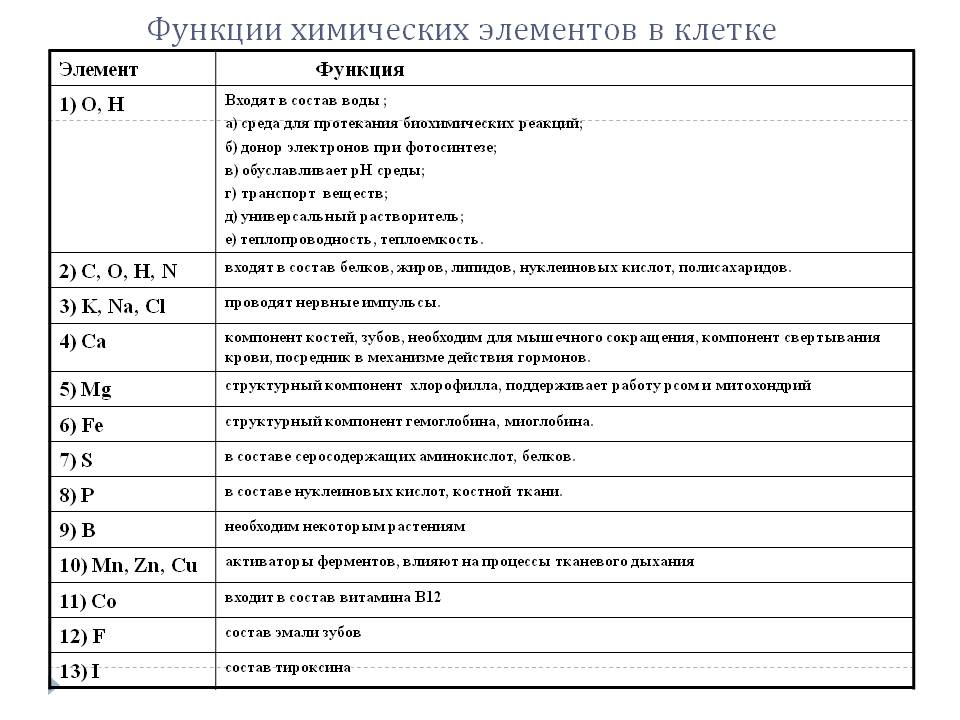 Функции химических элементов в клетке
Элемент Функция
1) O, H Входят в состав воды ;
а) среда для протекания биохимических реакций;
б) донор электронов при фотосинтезе;
в) обуславливает pH среды;
г) транспорт веществ;
д) универсальный растворитель;
е) теплопроводность, теплоемкость.
2) C, O, H, N входят в состав белков, жиров, липидов, нуклеиновых кислот, полисахаридов.
3) K, Na, Cl проводят нервные импульсы.
4) Ca компонент костей, зубов, необходим для мышечного сокращения, компонент свертывания
крови, посредник в механизме действия гормонов.
5) Mg структурный компонент хлорофилла, поддерживает работу рсом и митохондрий
6) Fe структурный компонент гемоглобина, миоглобина.
7) S в составе серосодержащих аминокислот, белков.
8) P в составе нуклеиновых кислот, костной ткани.
9) B необходим некоторым растениям
10) Mn, Zn, Cu активаторы ферментов, влияют на процессы тканевого дыхания
11) Co входит в состав витамина B12
12) F состав эмали зубов
13) I состав тироксина